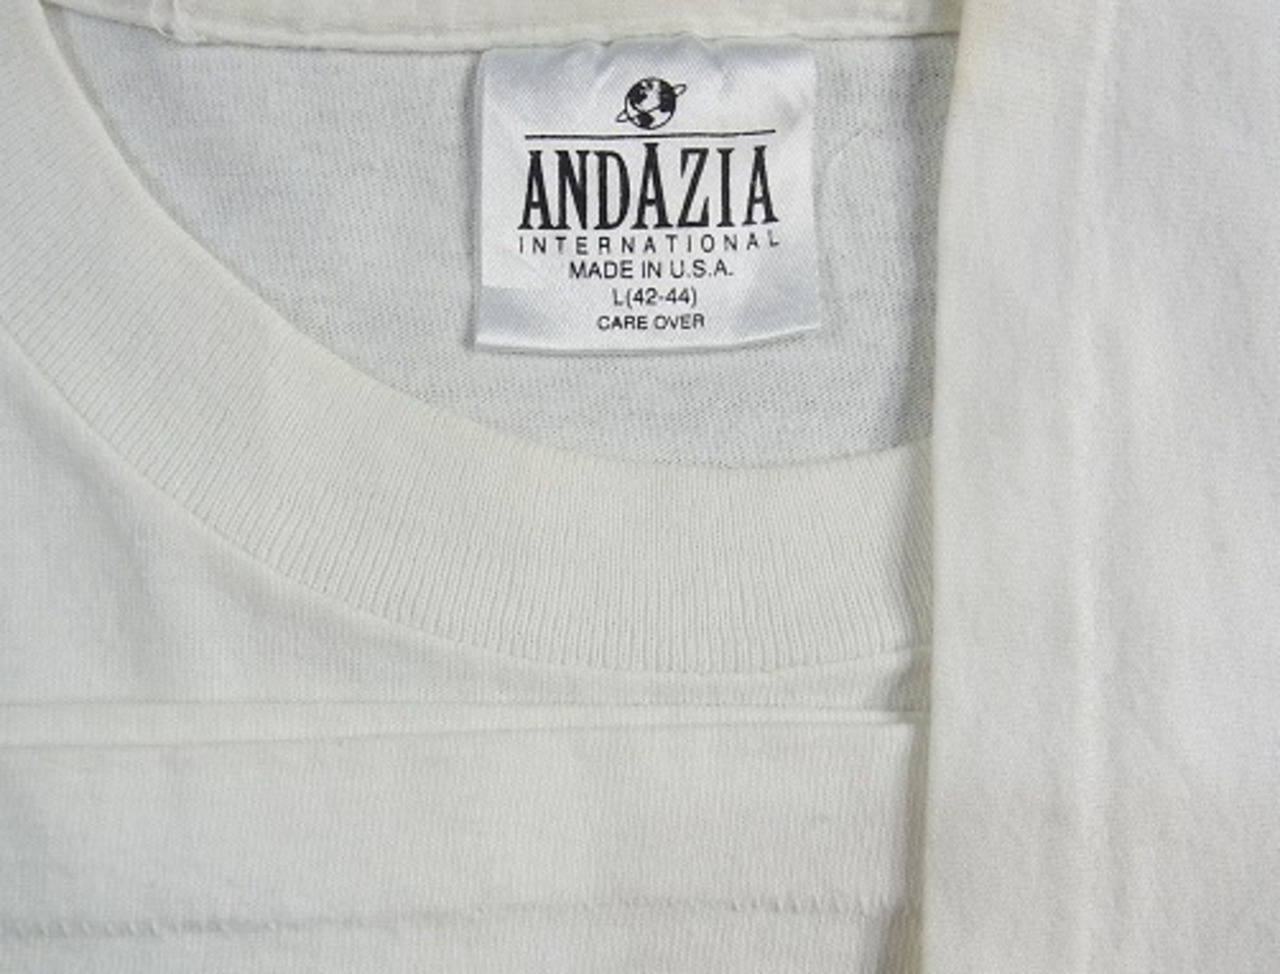 ANDAZIA
INTERNATIONAL
MADE IN U.S.A.
L(42-44)
CARE OVER